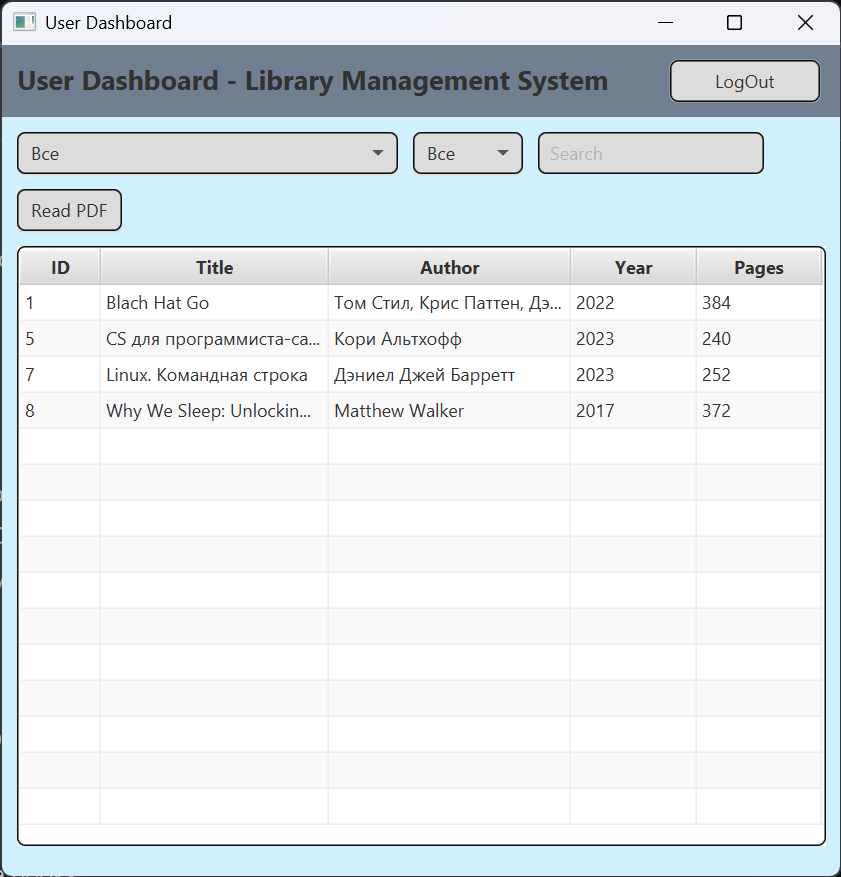 User Dashboard
User Dashboard - Library Management System
LogOut
Все
Все
Search
Read PDF
ID Title Author Year Pages
1 Blach Hat Go Том Стил, Крис Паттен, Дэ... 2022 384
5 CS для программиста-са... Кори Альтхофф 2023 240
7 Linux. Командная строка Дэниел Джей Барретт 2023 252
8 Why We Sleep: Unlockin... Matthew Walker 2017 372